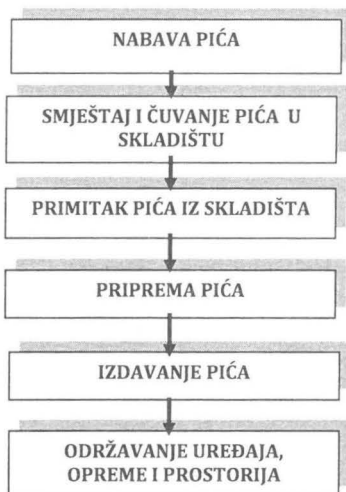 NABAVA PIĆA
SMJEŠTAJ I ČUVANJE PIĆA U
SKLADIŠTU
PRIMITAK PIĆA IZ SKLADIŠTA
PRIPREMA PIĆA
IZDAVANJE PIĆA
ODRŽAVANJE UREĐAJA,
OPREME I PROSTORIJA